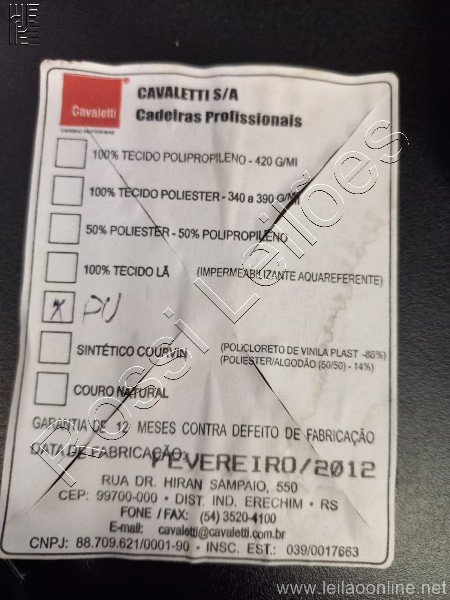 CAVALETTI S/A
Cavaletti
Cadeiras Profissionais
100% TECIDO POLIPROPILENO - 420 G/Ml
100% TECIDO POLIESTER - 340 a 390 G/Ml
50% POLIESTER - 50% POLIPROPILENO
100% TECIDO LÃ (IMPERMEABILIZANTE AQUAREFERENTE)
x PU
SINTÉTICO COURVIN (POLICLORETO DE VINILA PLAST -86%)
(POLIESTER/ALGODÃO (50/50) - 14%)
COURO NATURAL
GARANTIA DE 12 MESES CONTRA DEFEITO DE FABRICAÇÃO
DATA DE FABRICAÇÃO: FEVEREIRO/2012
RUA DR. HIRAN SAMPAIO, 550
CEP: 99700-000 • DIST. IND. ERECHIM • RS
FONE / FAX: (54) 3520-4100
E-mail: cavaletti@cavaletti.com.br
CNPJ: 88.709.621/0001-90 • INSC. EST.: 039/0017663
Possi Leilões
www.leilaoonline.net